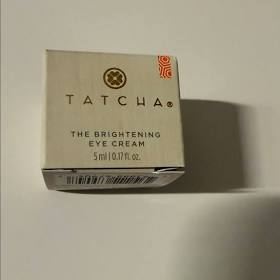 TATCHA®
THE BRIGHTENING
EYE CREAM
5 ml | 0.17 fl. oz.